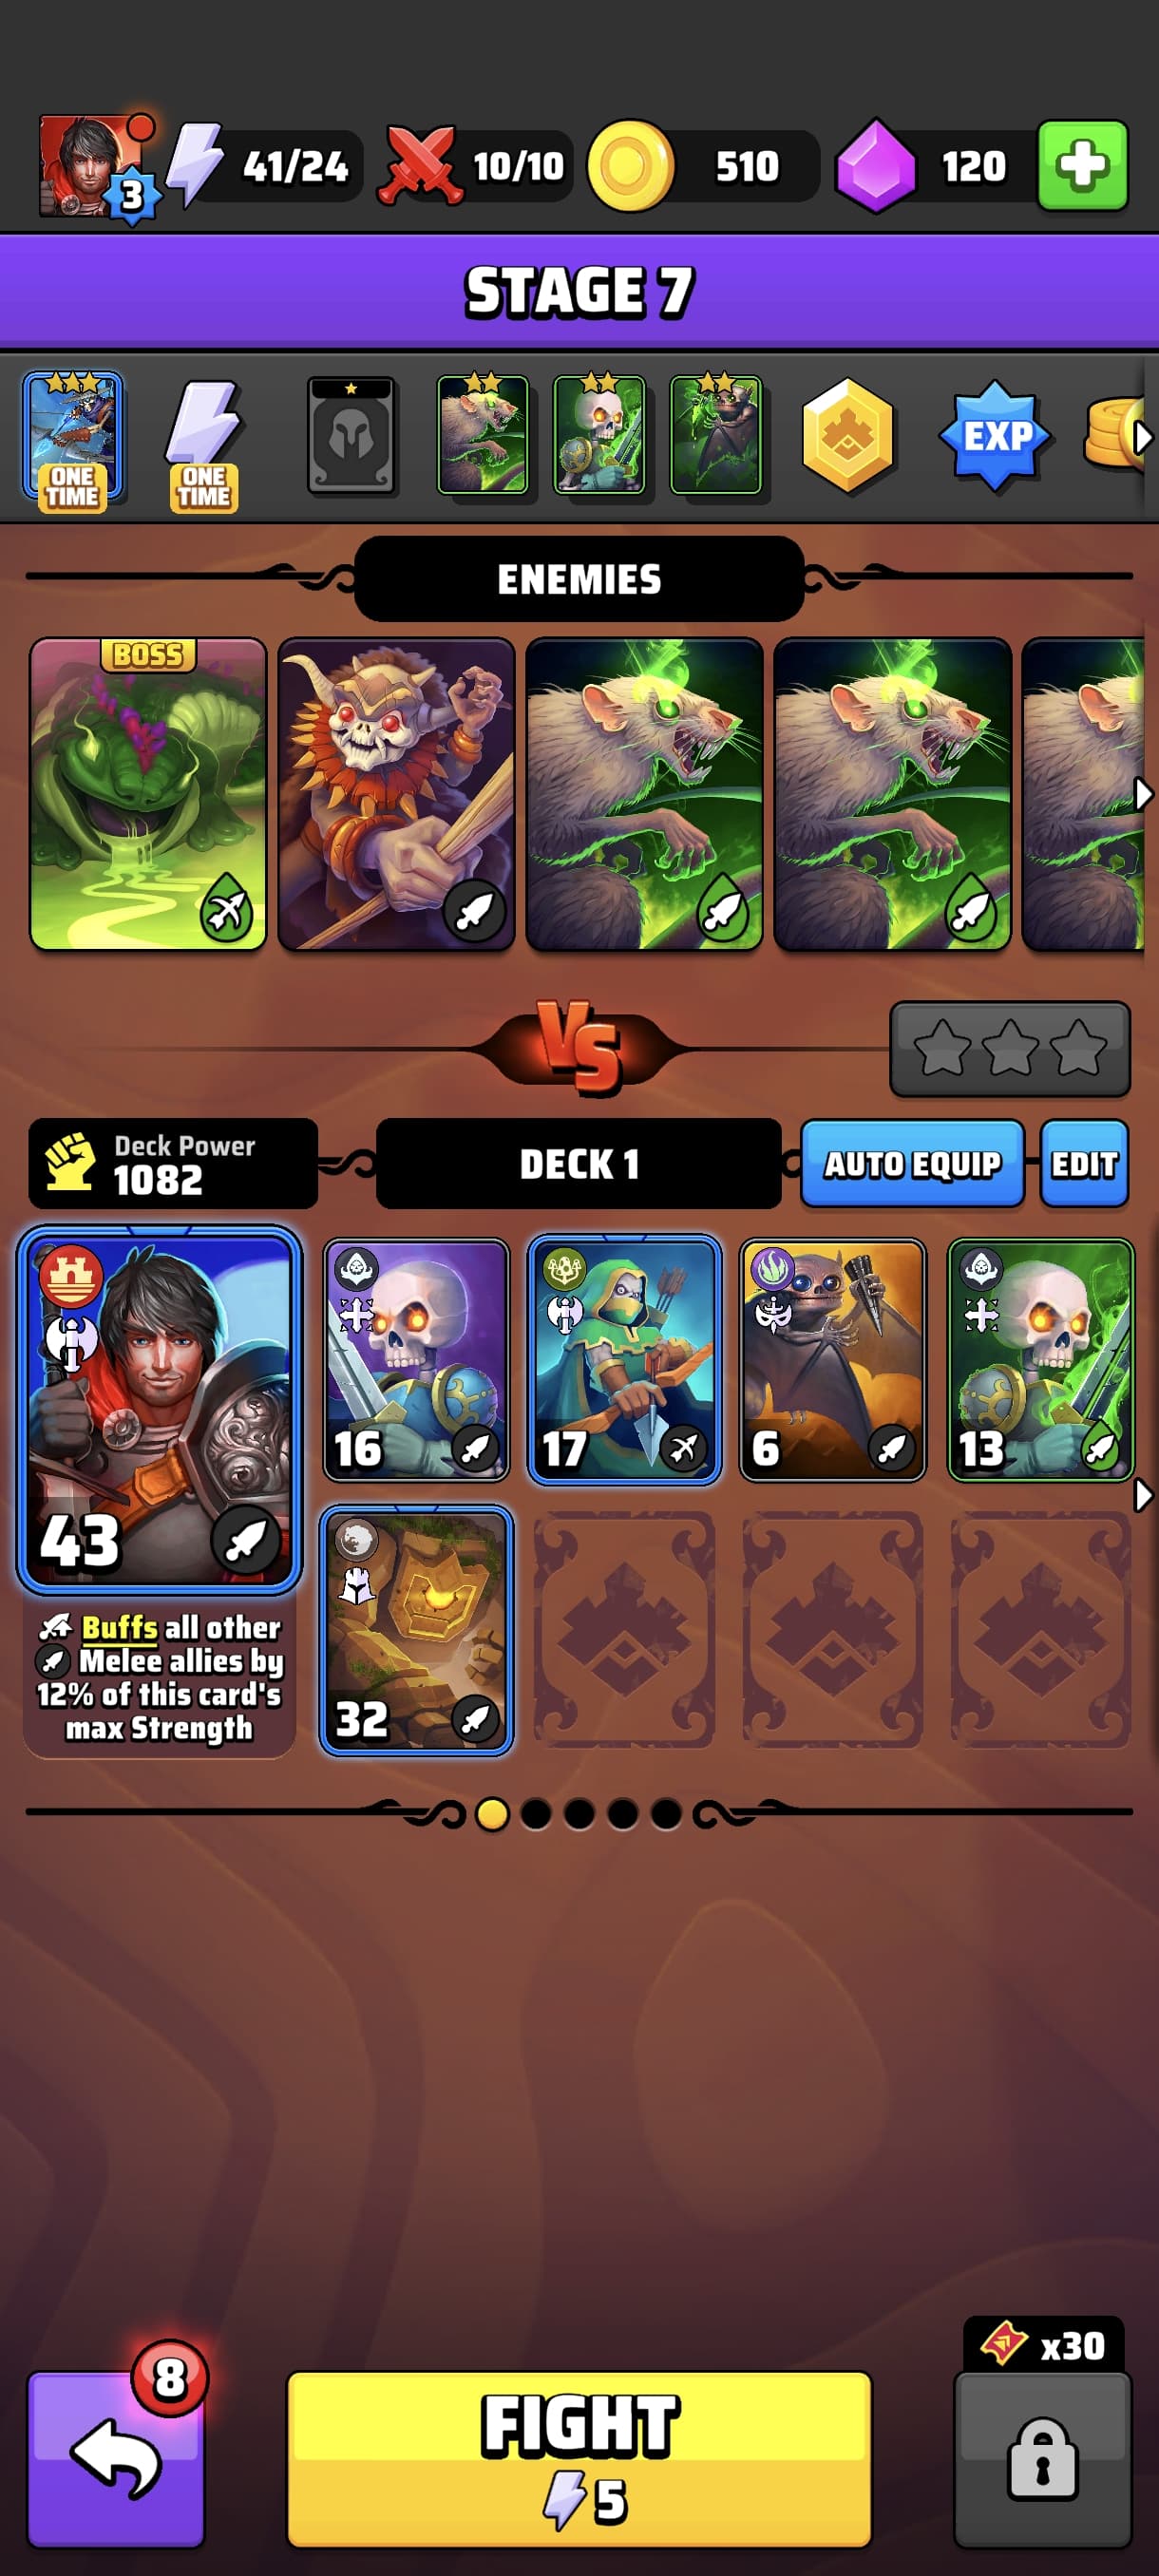 3
41/24
10/10
510
120
STAGE 7
ONE
TIME
ONE
TIME
EXP
ENEMIES
BOSS
VS
Deck Power
1082
DECK 1
AUTO EQUIP
EDIT
43
16
17
6
13
Buffs all other
Melee allies by
12% of this card's
max Strength
32
8
FIGHT
5
x30